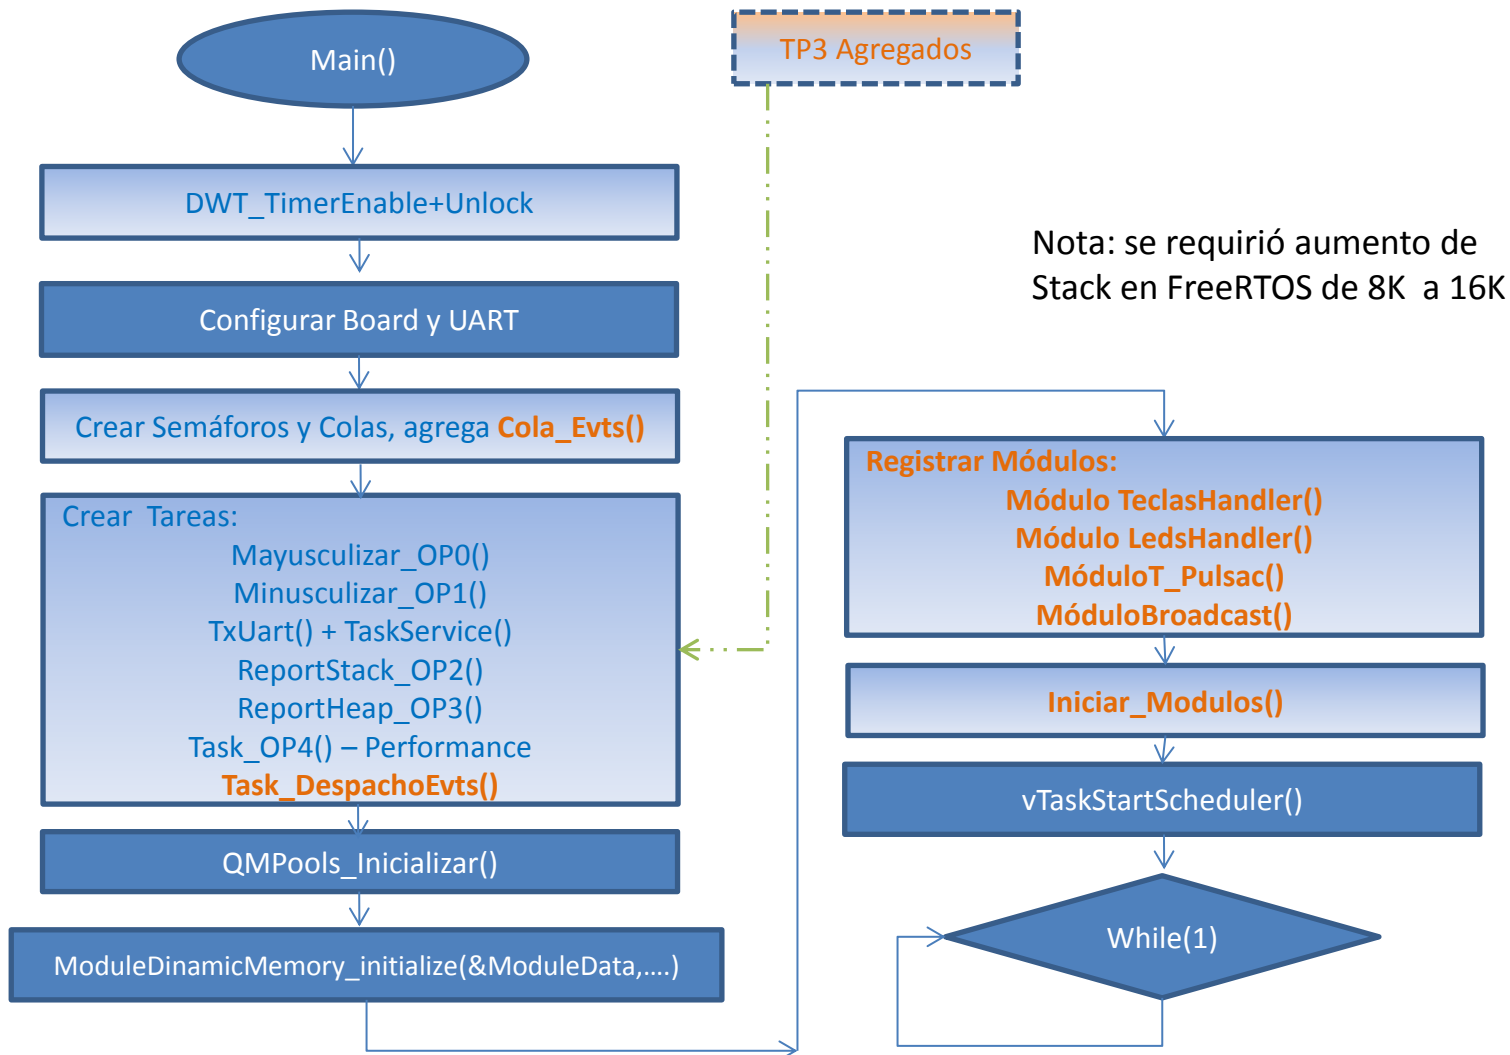 Main()
TP3 Agregados
DWT_TimerEnable+Unlock
Nota: se requirió aumento de
Stack en FreeRTOS de 8K a 16K
Configurar Board y UART
Crear Semáforos y Colas, agrega Cola_Evts()
Crear Tareas:
Mayusculizar_OP0()
Minusculizar_OP1()
TxUart() + TaskService()
ReportStack_OP2()
ReportHeap_OP3()
Task_OP4() – Performance
Task_DespachoEvts()
QMPools_Inicializar()
ModuleDinamicMemory_initialize(&ModuleData,....)
Registrar Módulos:
Módulo TeclasHandler()
Módulo LedsHandler()
MóduloT_Pulsac()
MóduloBroadcast()
Iniciar_Modulos()
vTaskStartScheduler()
While(1)